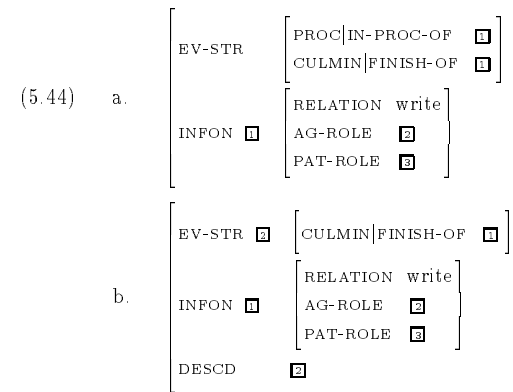 EV-STR PROC|IN-PROC-OF 1
CULMIN|FINISH-OF 1
(5.44) a.
INFON 1 RELATION write
AG-ROLE 2
PAT-ROLE 3
EV-STR 2 CULMIN|FINISH-OF 1
b.
INFON 1 RELATION write
AG-ROLE 2
PAT-ROLE 3
DESCD 2